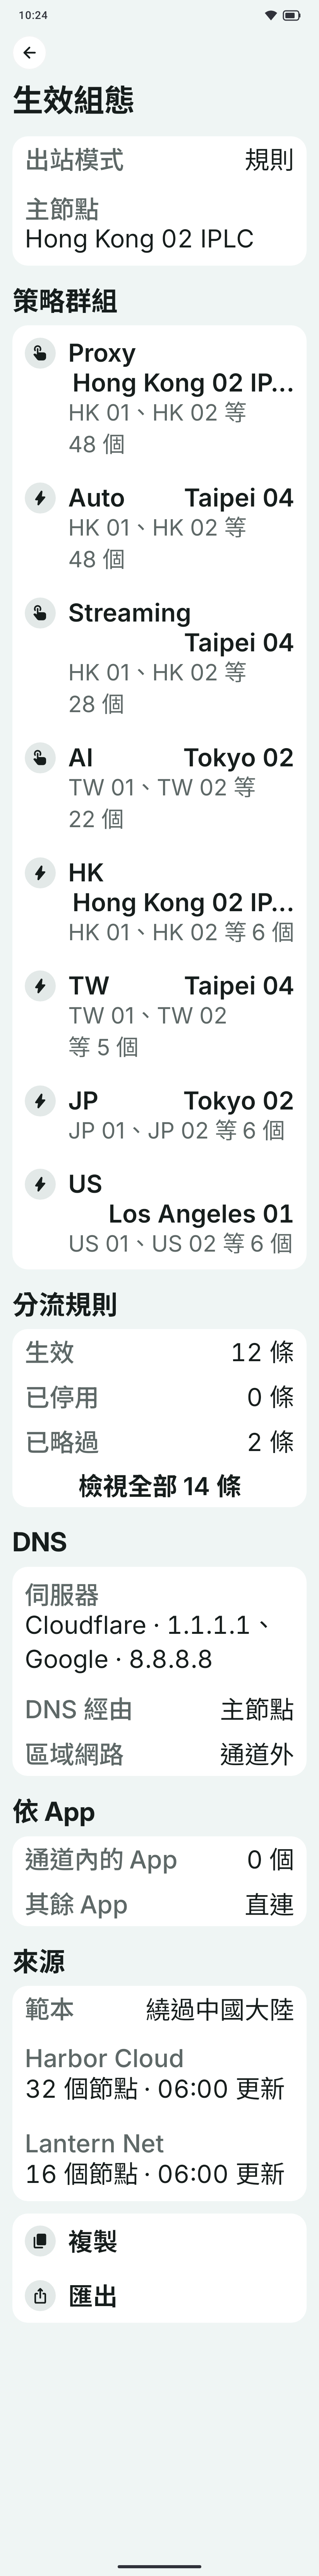 10:24
生效組態
出站模式 規則
主節點
Hong Kong 02 IPLC
策略群組
Proxy
Hong Kong 02 IP...
HK 01、HK 02 等
48 個
Auto Taipei 04
HK 01、HK 02 等
48 個
Streaming
Taipei 04
HK 01、HK 02 等
28 個
AI Tokyo 02
TW 01、TW 02 等
22 個
HK
Hong Kong 02 IP...
HK 01、HK 02 等 6 個
TW Taipei 04
TW 01、TW 02
等 5 個
JP Tokyo 02
JP 01、JP 02 等 6 個
US
Los Angeles 01
US 01、US 02 等 6 個
分流規則
生效 12 條
已停用 0 條
已略過 2 條
檢視全部 14 條
DNS
伺服器
Cloudflare · 1.1.1.1、
Google · 8.8.8.8
DNS 經由 主節點
區域網路 通道外
依 App
通道內的 App 0 個
其餘 App 直連
來源
範本 繞過中國大陸
Harbor Cloud
32 個節點 · 06:00 更新
Lantern Net
16 個節點 · 06:00 更新
複製
匯出